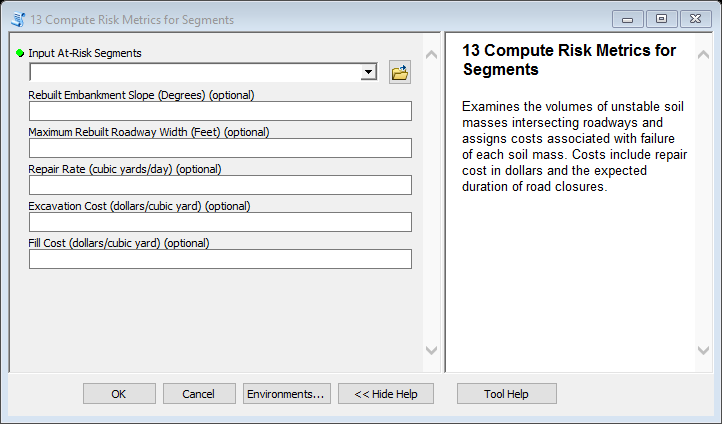 13 Compute Risk Metrics for Segments
Input At-Risk Segments
Rebuilt Embankment Slope (Degrees) (optional)
Maximum Rebuilt Roadway Width (Feet) (optional)
Repair Rate (cubic yards/day) (optional)
Excavation Cost (dollars/cubic yard) (optional)
Fill Cost (dollars/cubic yard) (optional)
13 Compute Risk Metrics for
Segments
Examines the volumes of unstable soil
masses intersecting roadways and
assigns costs associated with failure
of each soil mass. Costs include repair
cost in dollars and the expected
duration of road closures.
OK
Cancel
Environments...
<< Hide Help
Tool Help